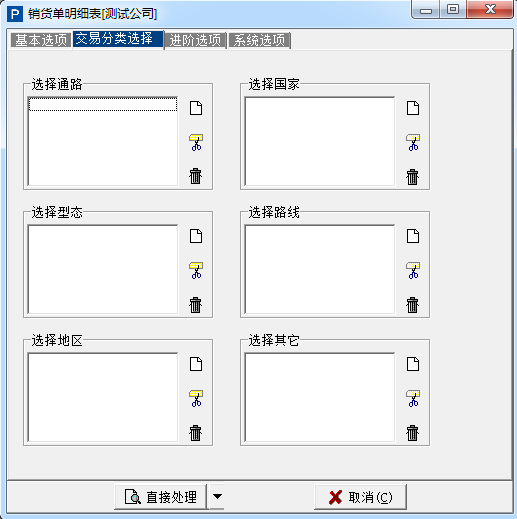 P 销货单明细表[测试公司]
基本选项 交易分类选择 进阶选项 系统选项
选择通路 选择国家
选择型态 选择路线
选择地区 选择其它
直接处理 取消(C)